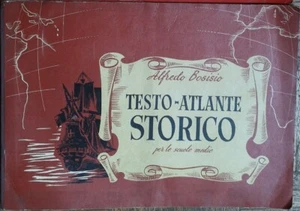 Alfredo Bosisio
TESTO-ATLANTE
STORICO
per le scuole medie